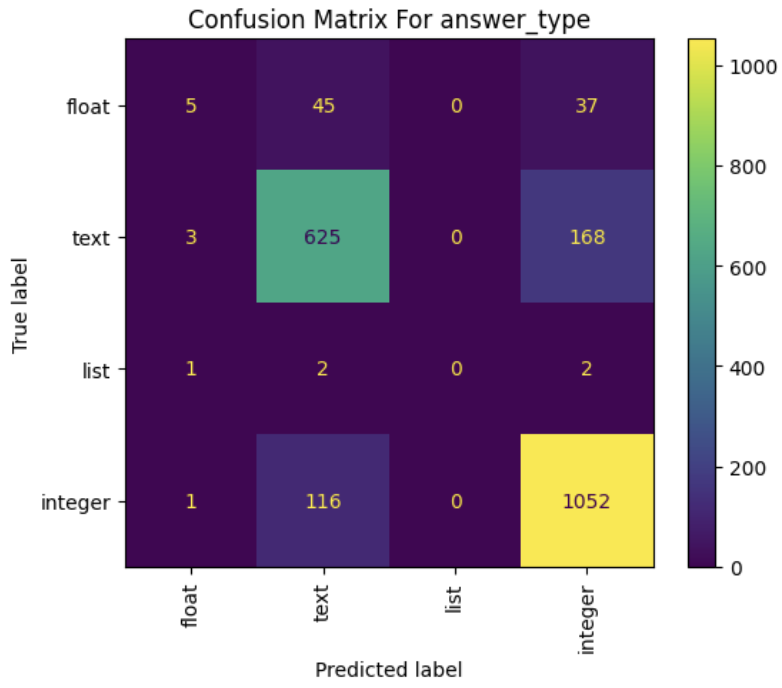 Confusion Matrix For answer_type
float 5 45 0 37
text 3 625 0 168
list 1 2 0 2
integer 1 116 0 1052
True label
float text list integer
Predicted label
1000
800
600
400
200
0